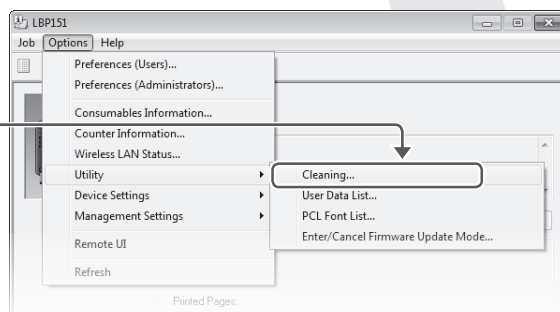 LBP151
Job Options Help
Preferences (Users)...
Preferences (Administrators)...
Consumables Information...
Counter Information...
Wireless LAN Status...
Utility
Device Settings
Management Settings
Remote UI
Refresh
Cleaning...
User Data List...
PCL Font List...
Enter/Cancel Firmware Update Mode...
Printed Pages: